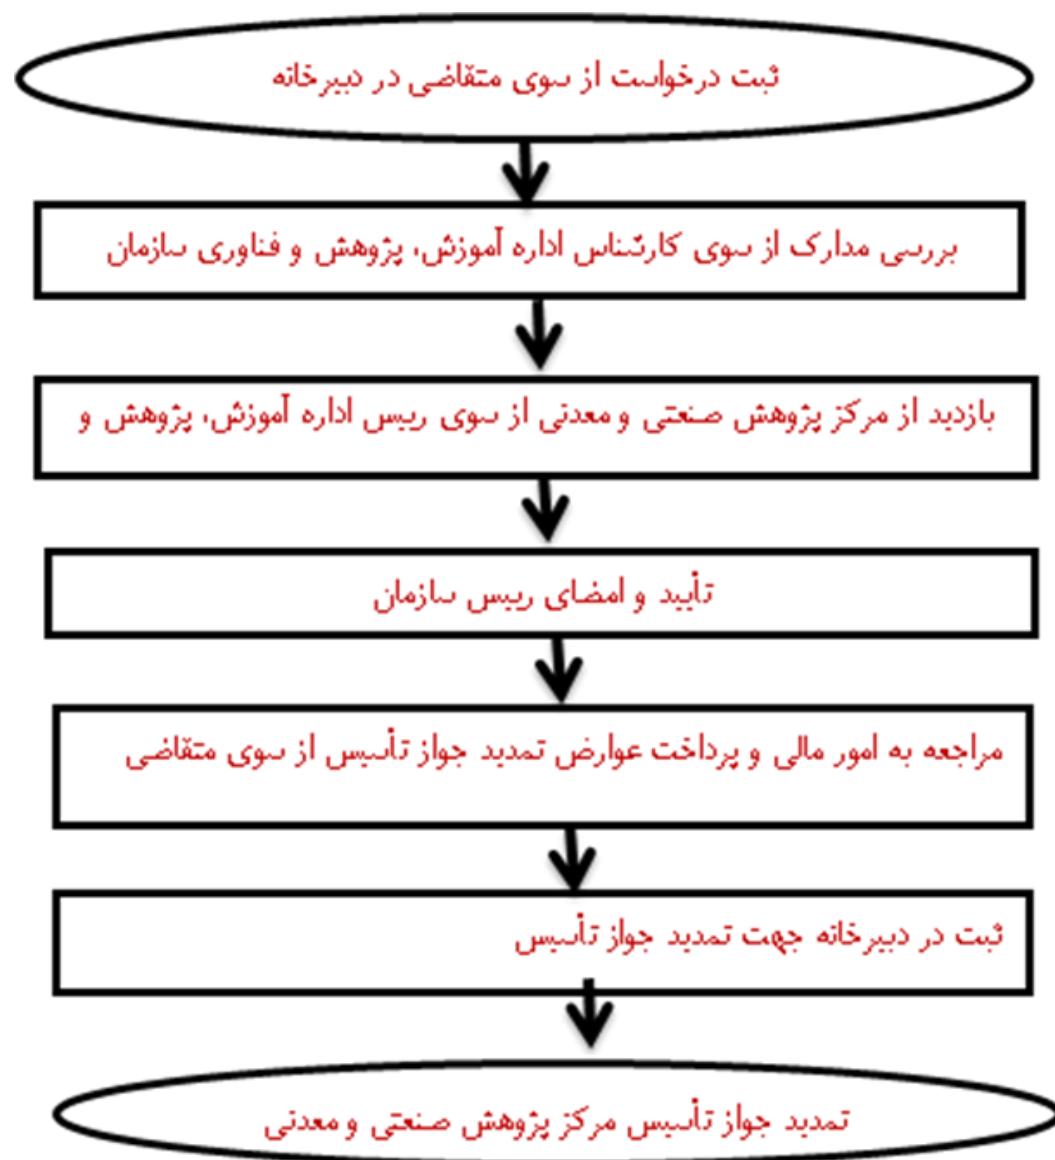 ثبت درخواست از سوی متقاضی در دبیرخانه
بررسی مدارک از سوی کارشناس اداره آموزش، پژوهش و فناوری سازمان
بازدید از مرکز پژوهش صنعتی و معدنی از سوی رییس اداره آموزش، پژوهش و
تأیید و امضای رییس سازمان
مراجعه به امور مالی و پرداخت عوارض تمدید جواز تأسیس از سوی متقاضی
ثبت در دبیرخانه جهت تمدید جواز تأسیس
تمدید جواز تأسیس مرکز پژوهش صنعتی و معدنی